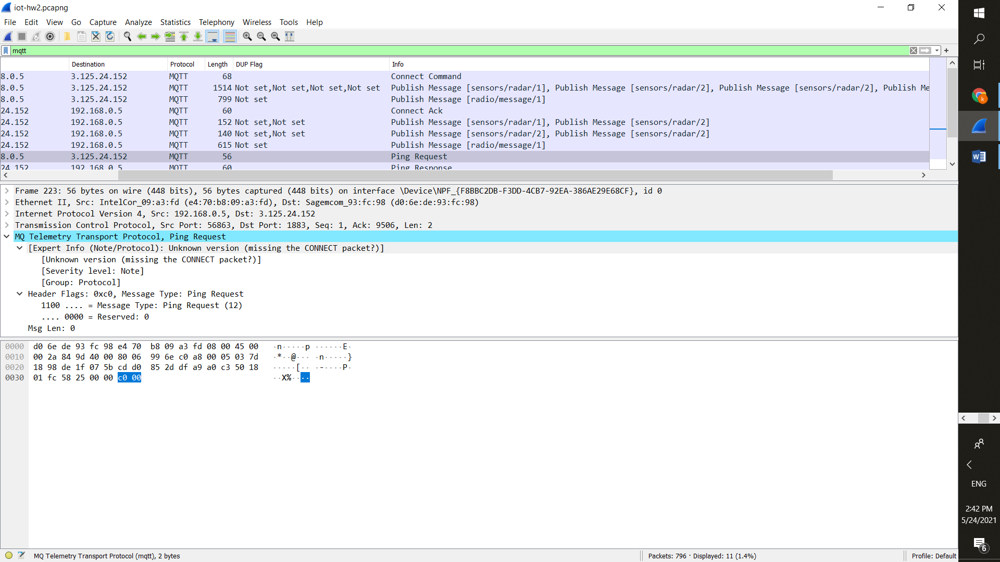 iot-hw2.pcapng
File Edit View Go Capture Analyze Statistics Telephony Wireless Tools Help
mqtt
Destination Protocol Length DUP Flag Info
8.0.5 3.125.24.152 MQTT 68 Connect Command
8.0.5 3.125.24.152 MQTT 1514 Not set,Not set,Not set,Not set Publish Message [sensors/radar/1], Publish Message [sensors/radar/2], Publish Message [sensors/radar/2], Publish Me
8.0.5 3.125.24.152 MQTT 799 Not set Publish Message [radio/message/1]
24.152 192.168.0.5 MQTT 60 Connect Ack
24.152 192.168.0.5 MQTT 152 Not set,Not set Publish Message [sensors/radar/1], Publish Message [sensors/radar/2]
24.152 192.168.0.5 MQTT 140 Not set,Not set Publish Message [sensors/radar/2], Publish Message [sensors/radar/2]
24.152 192.168.0.5 MQTT 615 Not set Publish Message [radio/message/1]
8.0.5 3.125.24.152 MQTT 56 Ping Request
24.152 192.168.0.5 MQTT 60 Ping Response
Frame 223: 56 bytes on wire (448 bits), 56 bytes captured (448 bits) on interface \Device\NPF_{F8BBC2DB-F3DD-4CB7-92EA-386AE29E68CF}, id 0
Ethernet II, Src: IntelCor_09:a3:fd (e4:70:b8:09:a3:fd), Dst: Sagemcom_93:fc:98 (d0:6e:de:93:fc:98)
Internet Protocol Version 4, Src: 192.168.0.5, Dst: 3.125.24.152
Transmission Control Protocol, Src Port: 56863, Dst Port: 1883, Seq: 1, Ack: 9506, Len: 2
MQ Telemetry Transport Protocol, Ping Request
[Expert Info (Note/Protocol): Unknown version (missing the CONNECT packet?)]
[Unknown version (missing the CONNECT packet?)]
[Severity level: Note]
[Group: Protocol]
Header Flags: 0xc0, Message Type: Ping Request
1100 .... = Message Type: Ping Request (12)
.... 0000 = Reserved: 0
Msg Len: 0
0000 d0 6e de 93 fc 98 e4 70 b8 09 a3 fd 08 00 45 00 ·n·····p ······E·
0010 00 2a 84 9d 40 00 80 06 99 6e c0 a8 00 05 03 7d ·*··@··· ·n·····}
0020 18 98 de 1f 07 5b cd d0 85 2d df a9 a0 c3 50 18 ·····[·· ·-····P·
0030 01 fc 58 25 00 00 c0 00 ··X%····
MQ Telemetry Transport Protocol (mqtt), 2 bytes
Packets: 796 · Displayed: 11 (1.4%)
Profile: Default
k
W
ENG
2:42 PM
5/24/2021
6